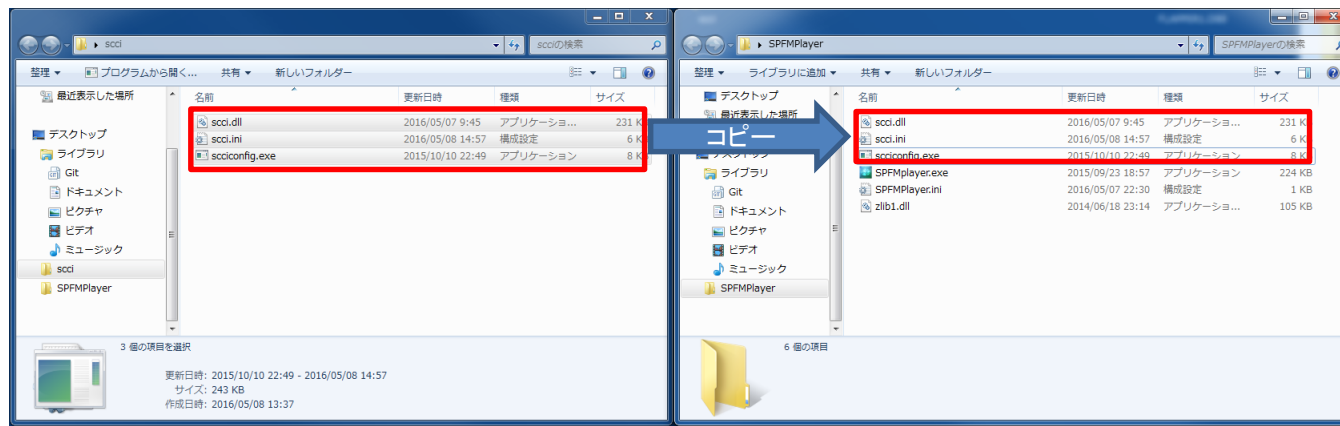 scci
scciの検索
整理 プログラムから開く... 共有 新しいフォルダー
最近表示した場所
デスクトップ
ライブラリ
Git
ドキュメント
ピクチャ
ビデオ
ミュージック
scci
SPFMPlayer
名前 更新日時 種類 サイズ
scci.dll 2016/05/07 9:45 アプリケーショ... 231 K
scci.ini 2016/05/08 14:57 構成設定 6 K
scciconfig.exe 2015/10/10 22:49 アプリケーション 8 K
3 個の項目を選択
更新日時: 2015/10/10 22:49 - 2016/05/08 14:57
サイズ: 243 KB
作成日時: 2016/05/08 13:37
コピー
SPFMPlayer
SPFMPlayerの検索
整理 ライブラリに追加 共有 新しいフォルダー
デスクトップ
最近表示した場所
デスクトップ
ライブラリ
Git
ドキュメント
ピクチャ
ビデオ
ミュージック
SPFMPlayer
名前 更新日時 種類 サイズ
scci.dll 2016/05/07 9:45 アプリケーショ... 231 K
scci.ini 2016/05/08 14:57 構成設定 6 K
scciconfig.exe 2015/10/10 22:49 アプリケーション 8 K
SPFMplayer.exe 2015/09/23 18:57 アプリケーション 224 KB
SPFMPlayer.ini 2016/05/07 22:30 構成設定 1 KB
zlib1.dll 2014/06/18 23:14 アプリケーショ... 105 KB
6 個の項目